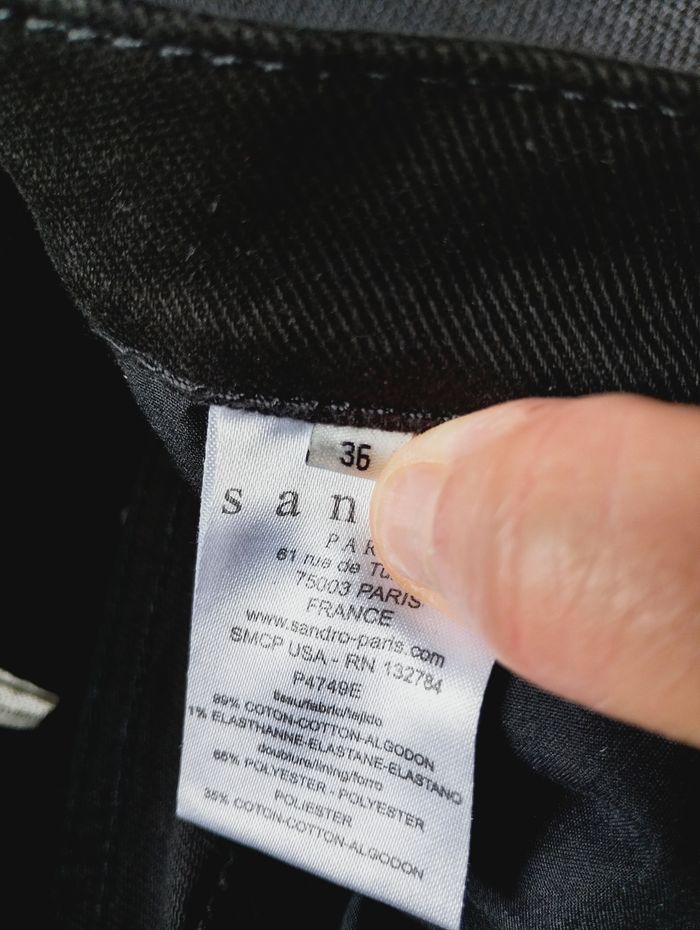 36
san
PAR
61 rue de Tu
75003 PARIS
FRANCE
www.sandro-paris.com
SMCP USA - RN 132784
P4749E
tissu/fabric/tejido
99% COTON-COTTON-ALGODON
1% ELASTHANNE-ELASTANE-ELASTANO
doublure/lining/forro
65% POLYESTER - POLYESTER
POLIESTER
35% COTON-COTTON-ALGODON